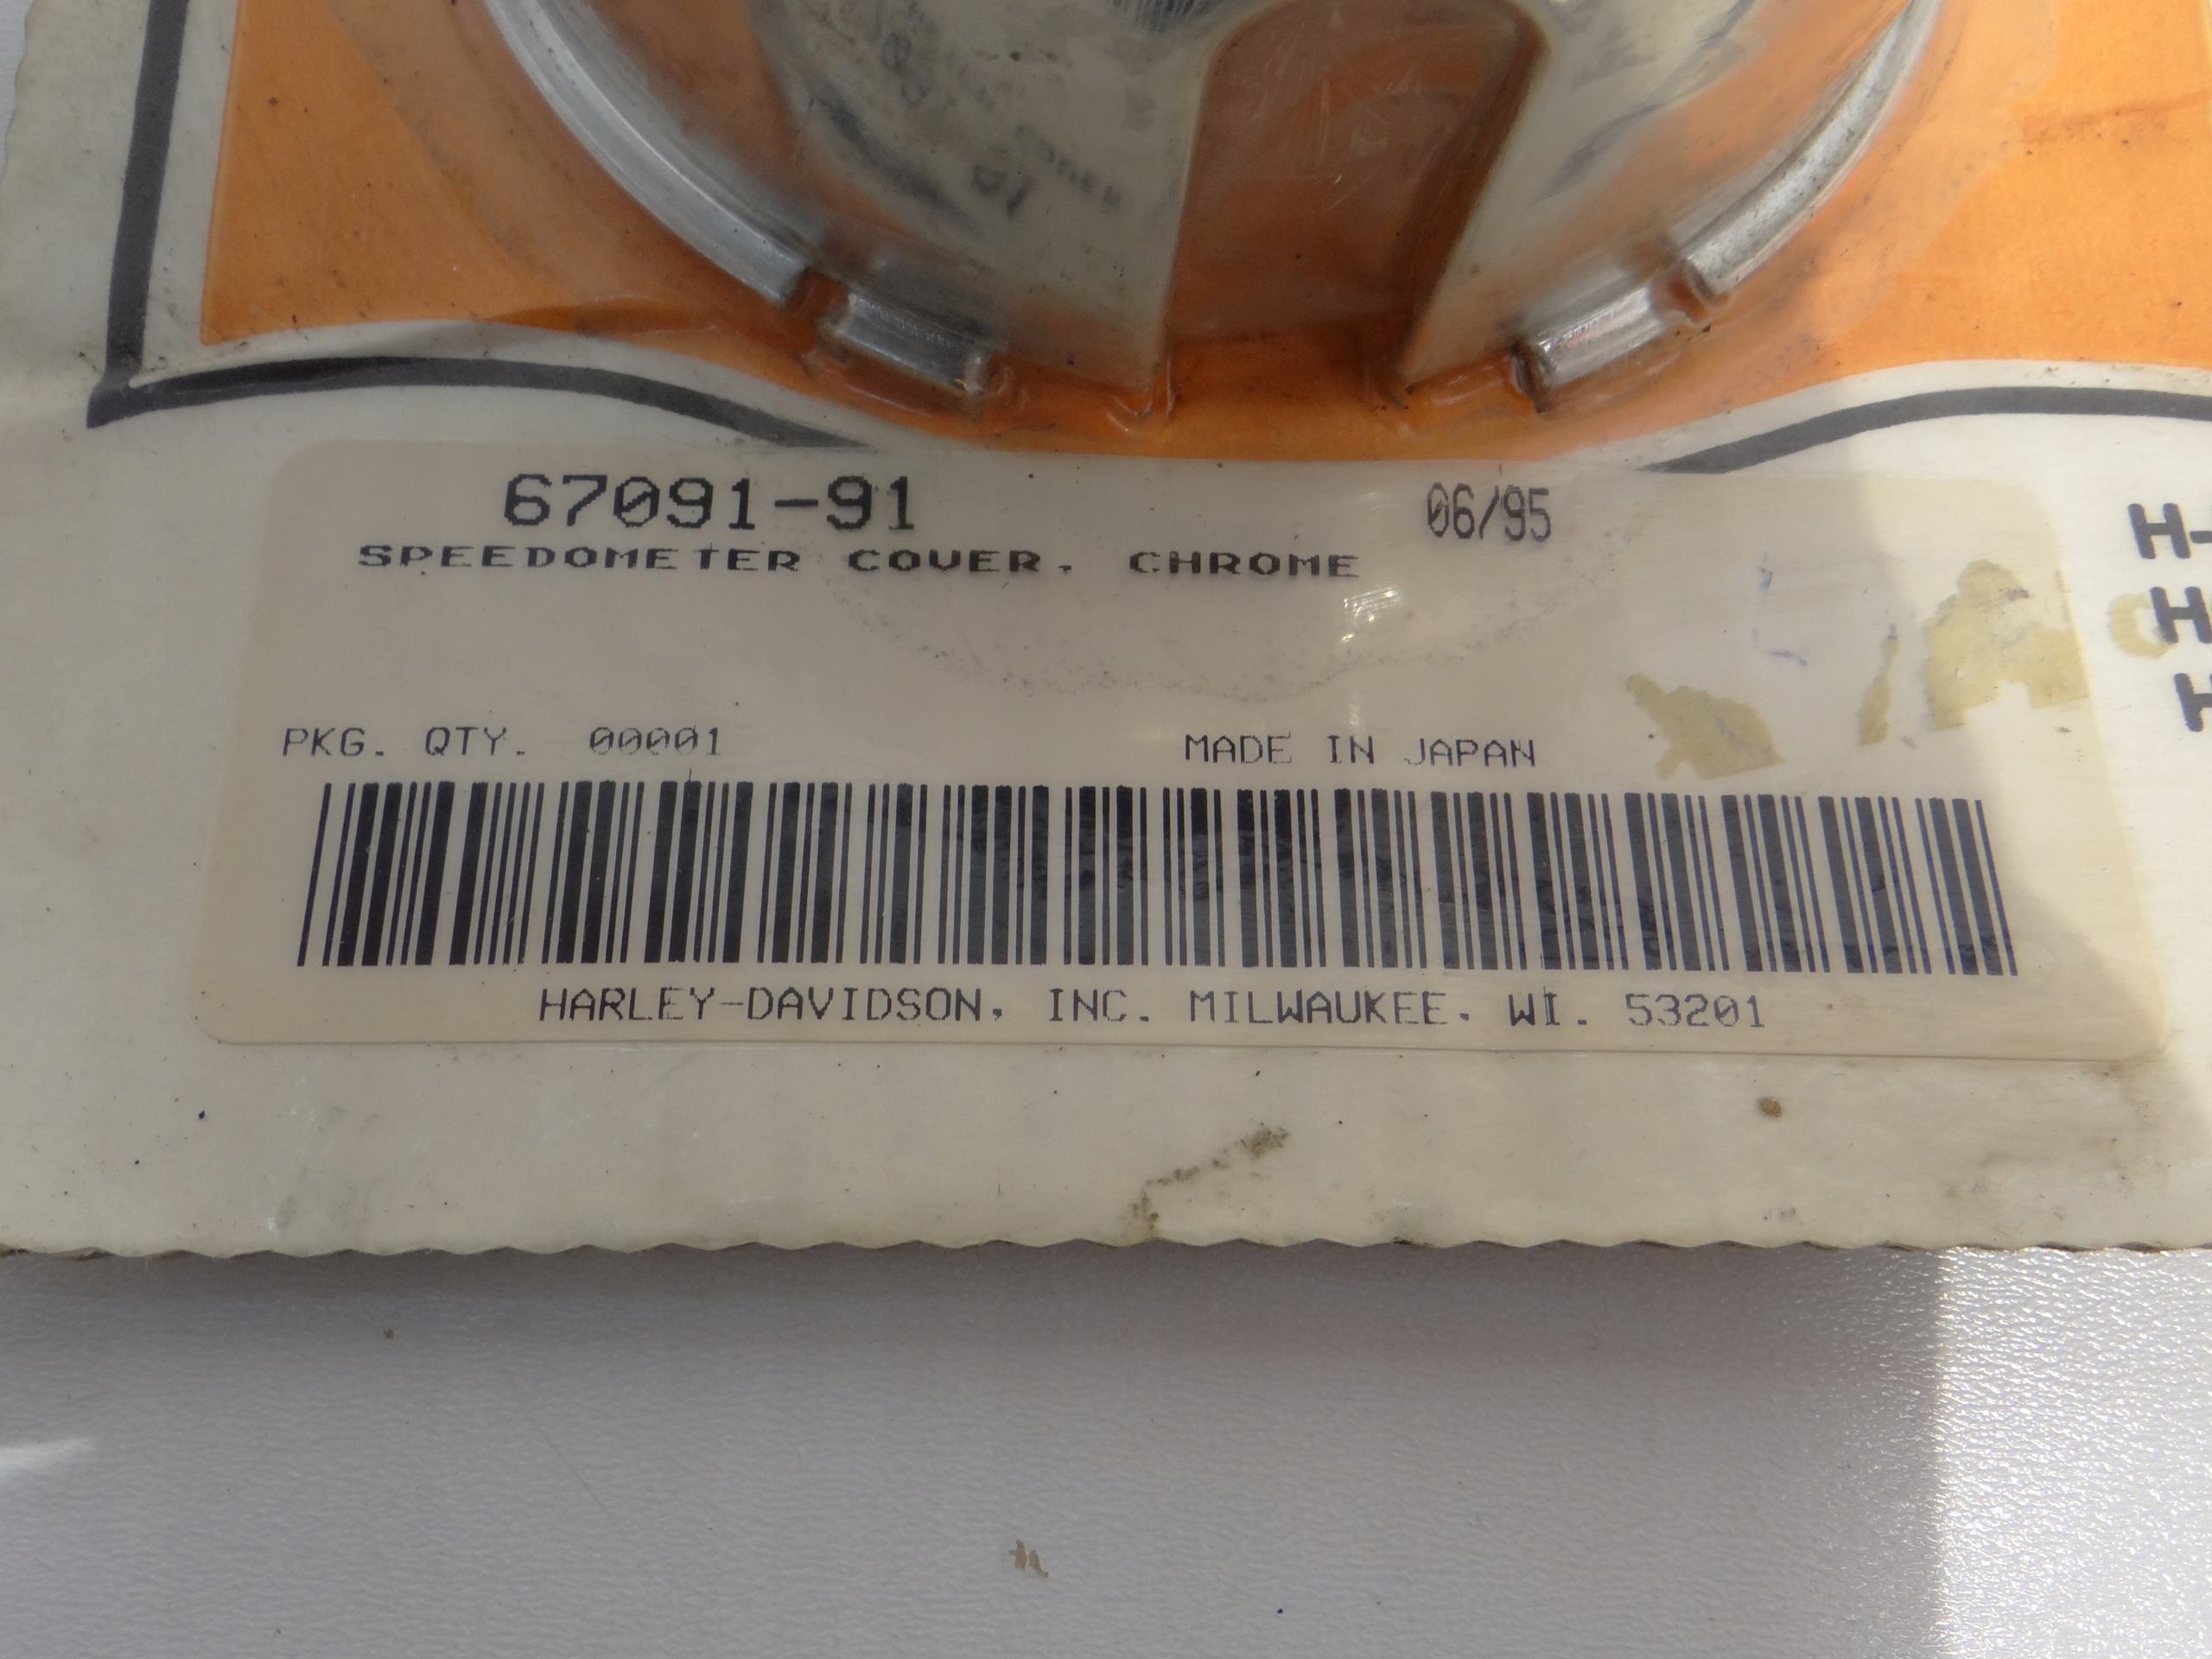 67091-91 06/95
SPEEDOMETER COVER, CHROME
PKG. QTY. 00001 MADE IN JAPAN
HARLEY-DAVIDSON, INC. MILWAUKEE, WI. 53201
H-
H
H